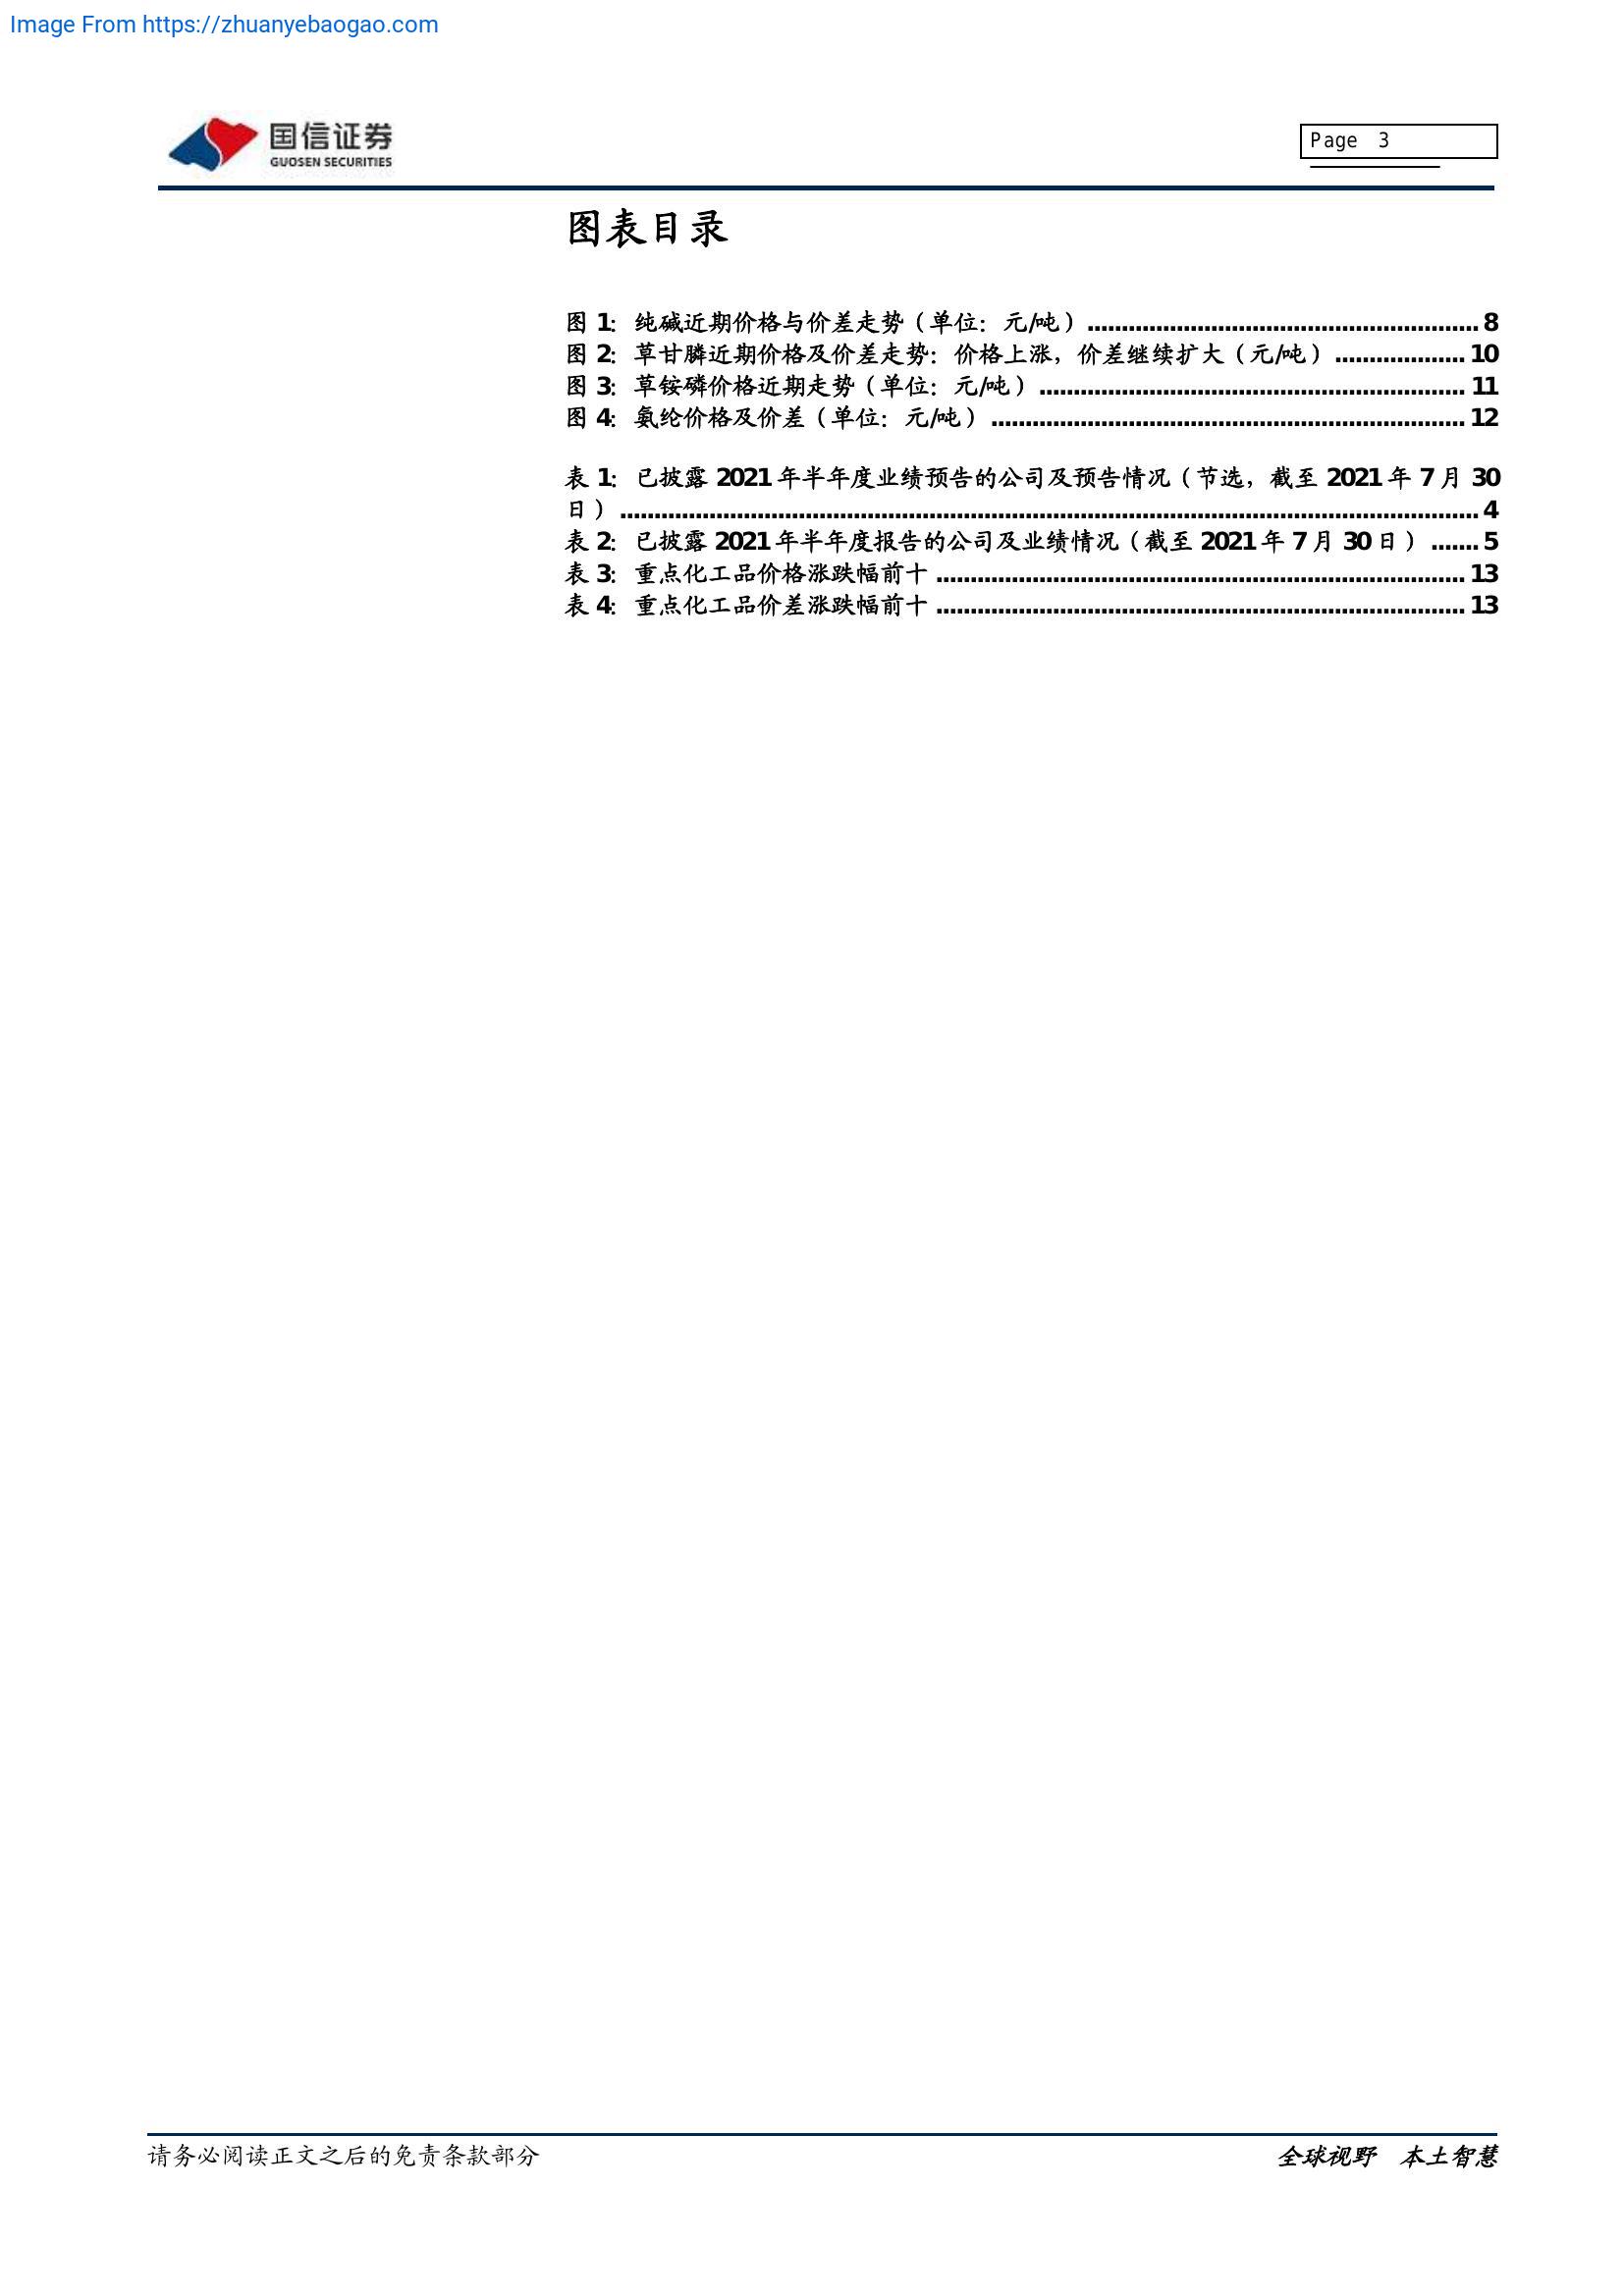 Image From https://zhuanyebaogao.com
国信证券
GUOSEN SECURITIES
Page 3
图表目录
图 1: 纯碱近期价格与价差走势（单位：元/吨）......................................................... 8
图 2: 草甘膦近期价格及价差走势：价格上涨，价差继续扩大（元/吨）................... 10
图 3: 草铵磷价格近期走势（单位：元/吨）.............................................................. 11
图 4: 氨纶价格及价差（单位：元/吨）..................................................................... 12
表 1: 已披露 2021 年半年度业绩预告的公司及预告情况（节选，截至 2021 年 7 月 30
日）............................................................................................................................. 4
表 2: 已披露 2021 年半年度报告的公司及业绩情况（截至 2021 年 7 月 30 日）....... 5
表 3: 重点化工品价格涨跌幅前十............................................................................. 13
表 4: 重点化工品价差涨跌幅前十............................................................................. 13
请务必阅读正文之后的免责条款部分
全球视野 本土智慧